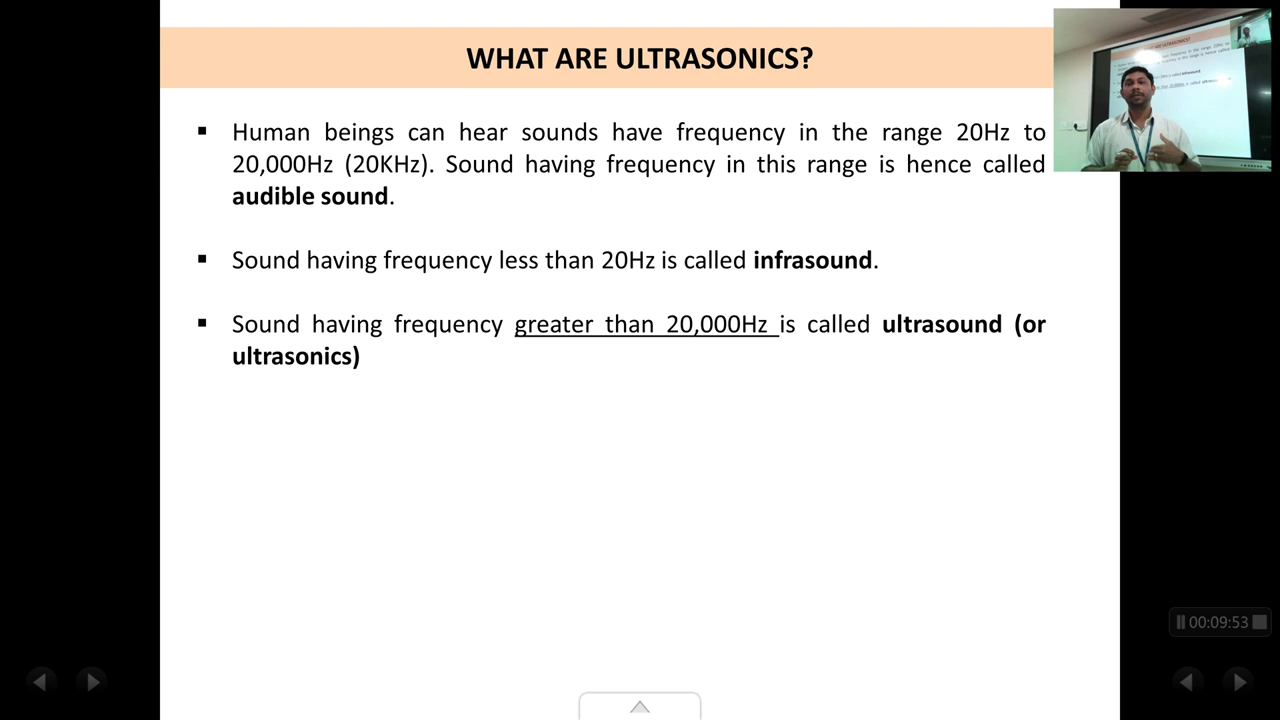 WHAT ARE ULTRASONICS?
▪ Human beings can hear sounds have frequency in the range 20Hz to
20,000Hz (20KHz). Sound having frequency in this range is hence called
audible sound.
▪ Sound having frequency less than 20Hz is called infrasound.
▪ Sound having frequency greater than 20,000Hz is called ultrasound (or
ultrasonics)
00:09:53